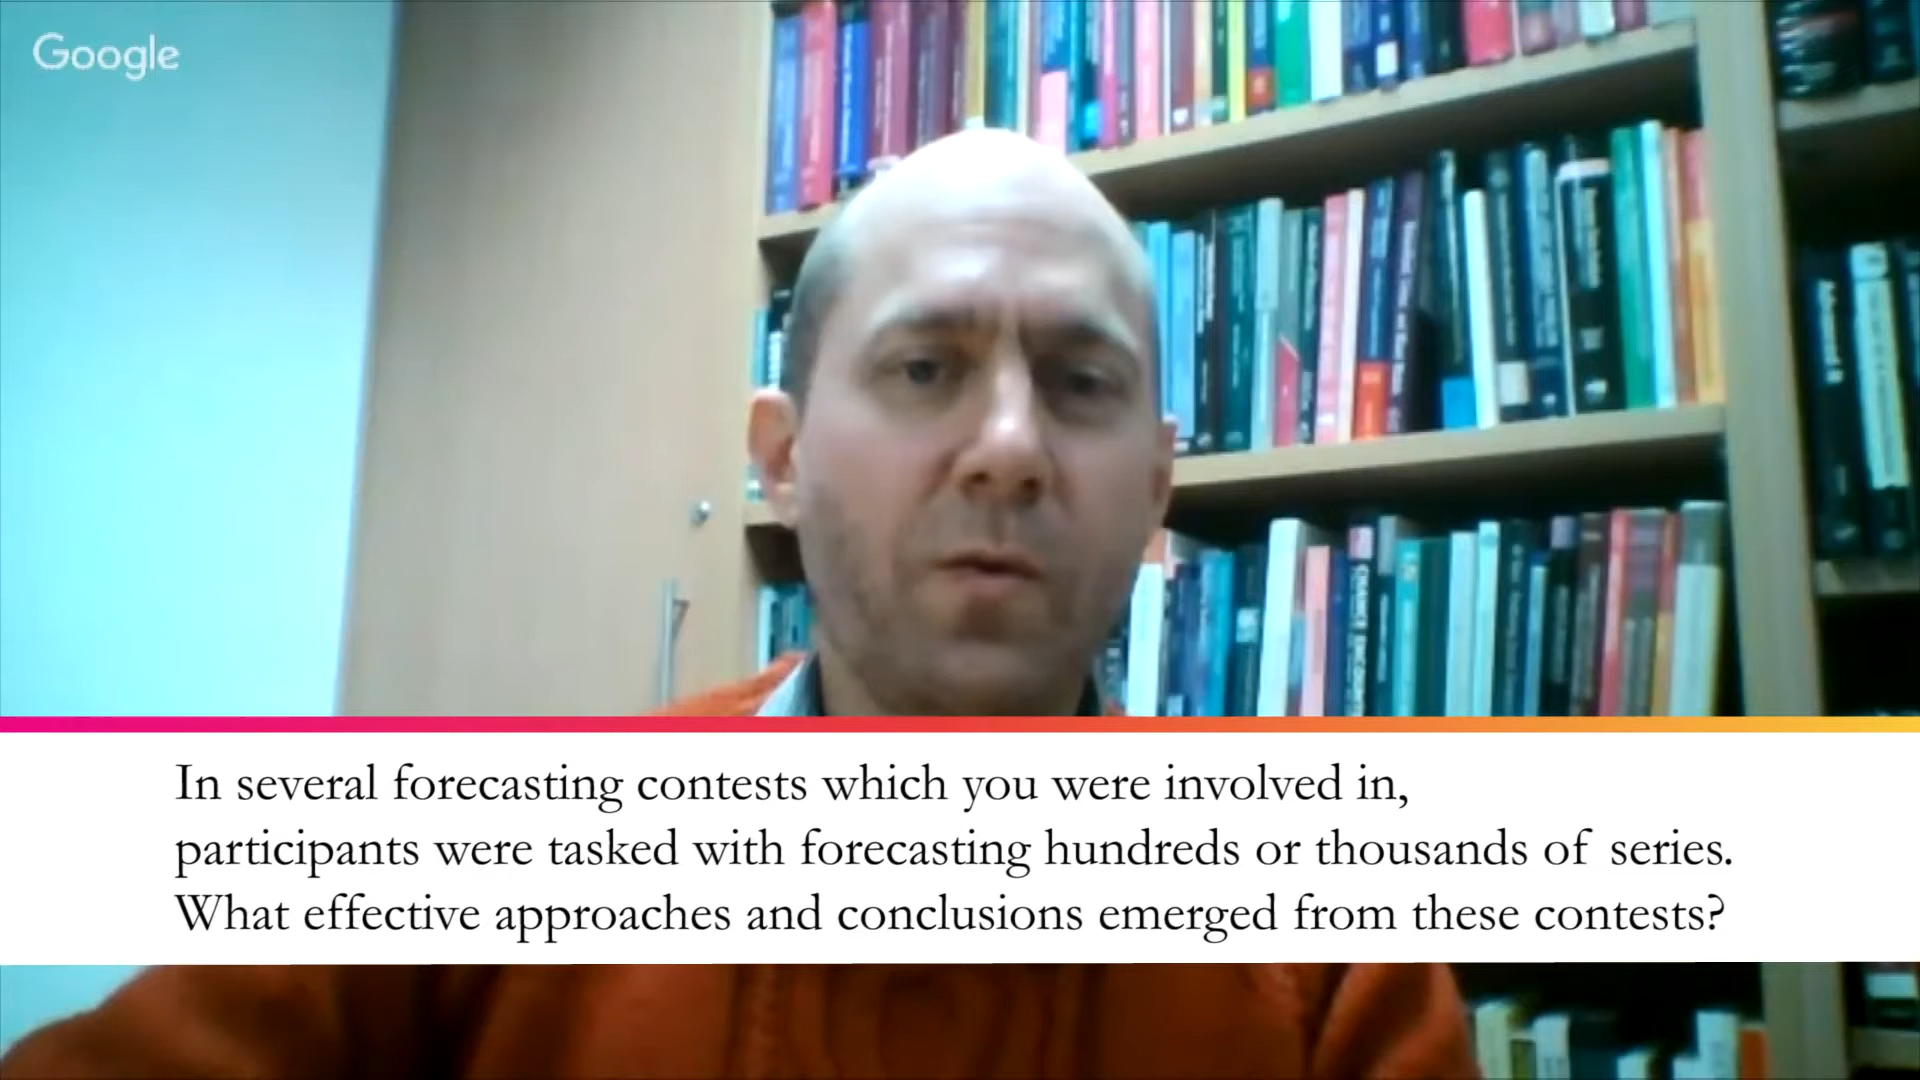 Google
In several forecasting contests which you were involved in,
participants were tasked with forecasting hundreds or thousands of series.
What effective approaches and conclusions emerged from these contests?